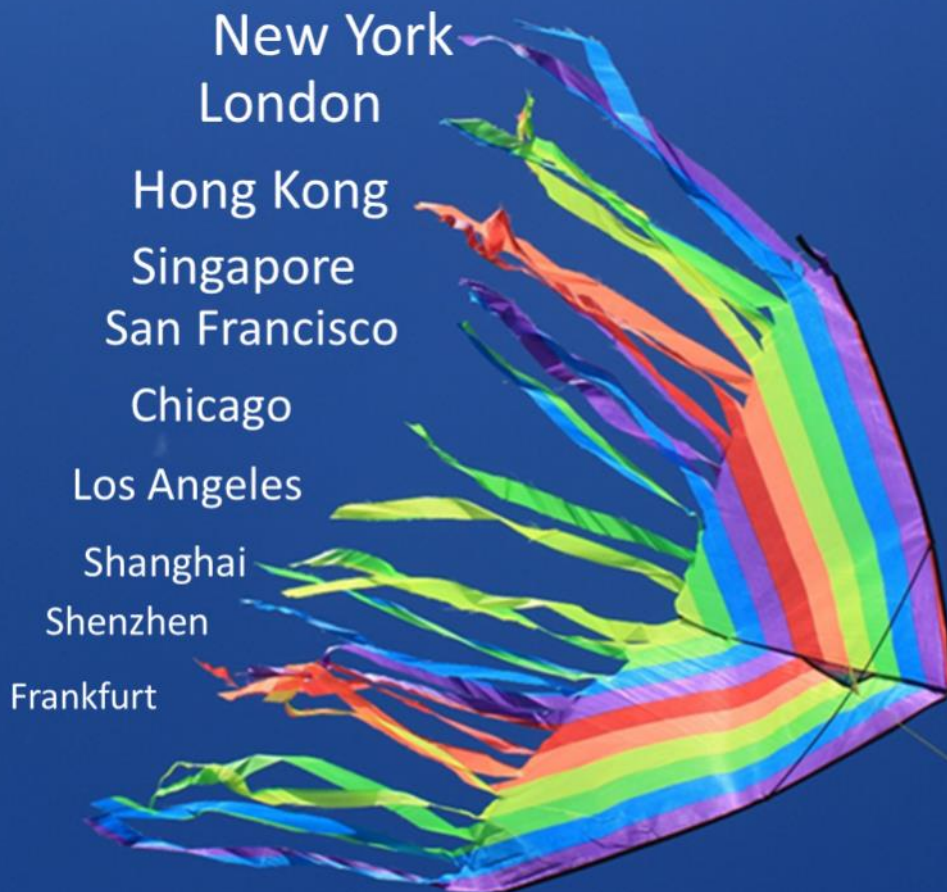 New York
London
Hong Kong
Singapore
San Francisco
Chicago
Los Angeles
Shanghai
Shenzhen
Frankfurt